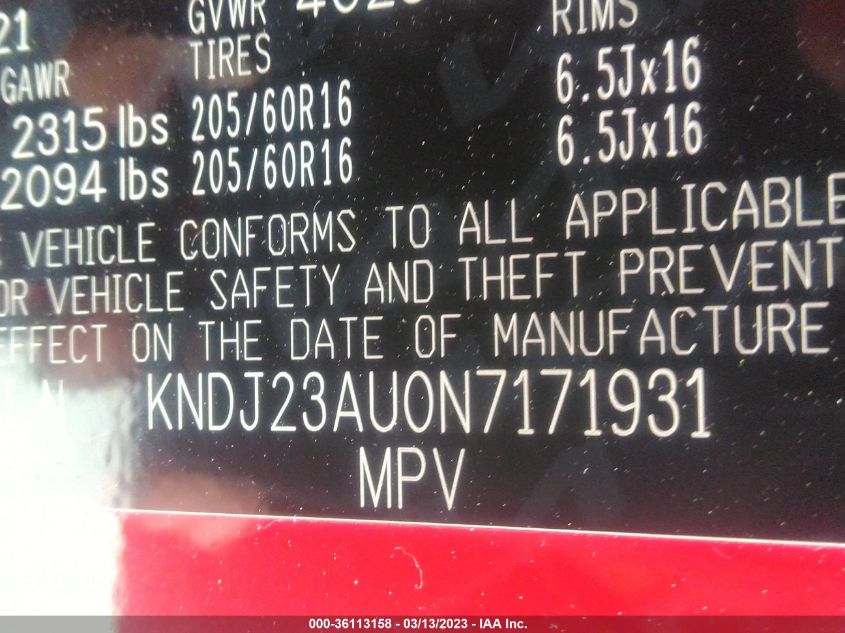 21 GVWR RIMS
GAWR TIRES
2315 lbs 205/60R16 6.5Jx16
2094 lbs 205/60R16 6.5Jx16
VEHICLE CONFORMS TO ALL APPLICABLE
OR VEHICLE SAFETY AND THEFT PREVENT
EFFECT ON THE DATE OF MANUFACTURE
KNDJ23AU0N7171931
MPV
000-36113158 - 03/13/2023 - IAA Inc.